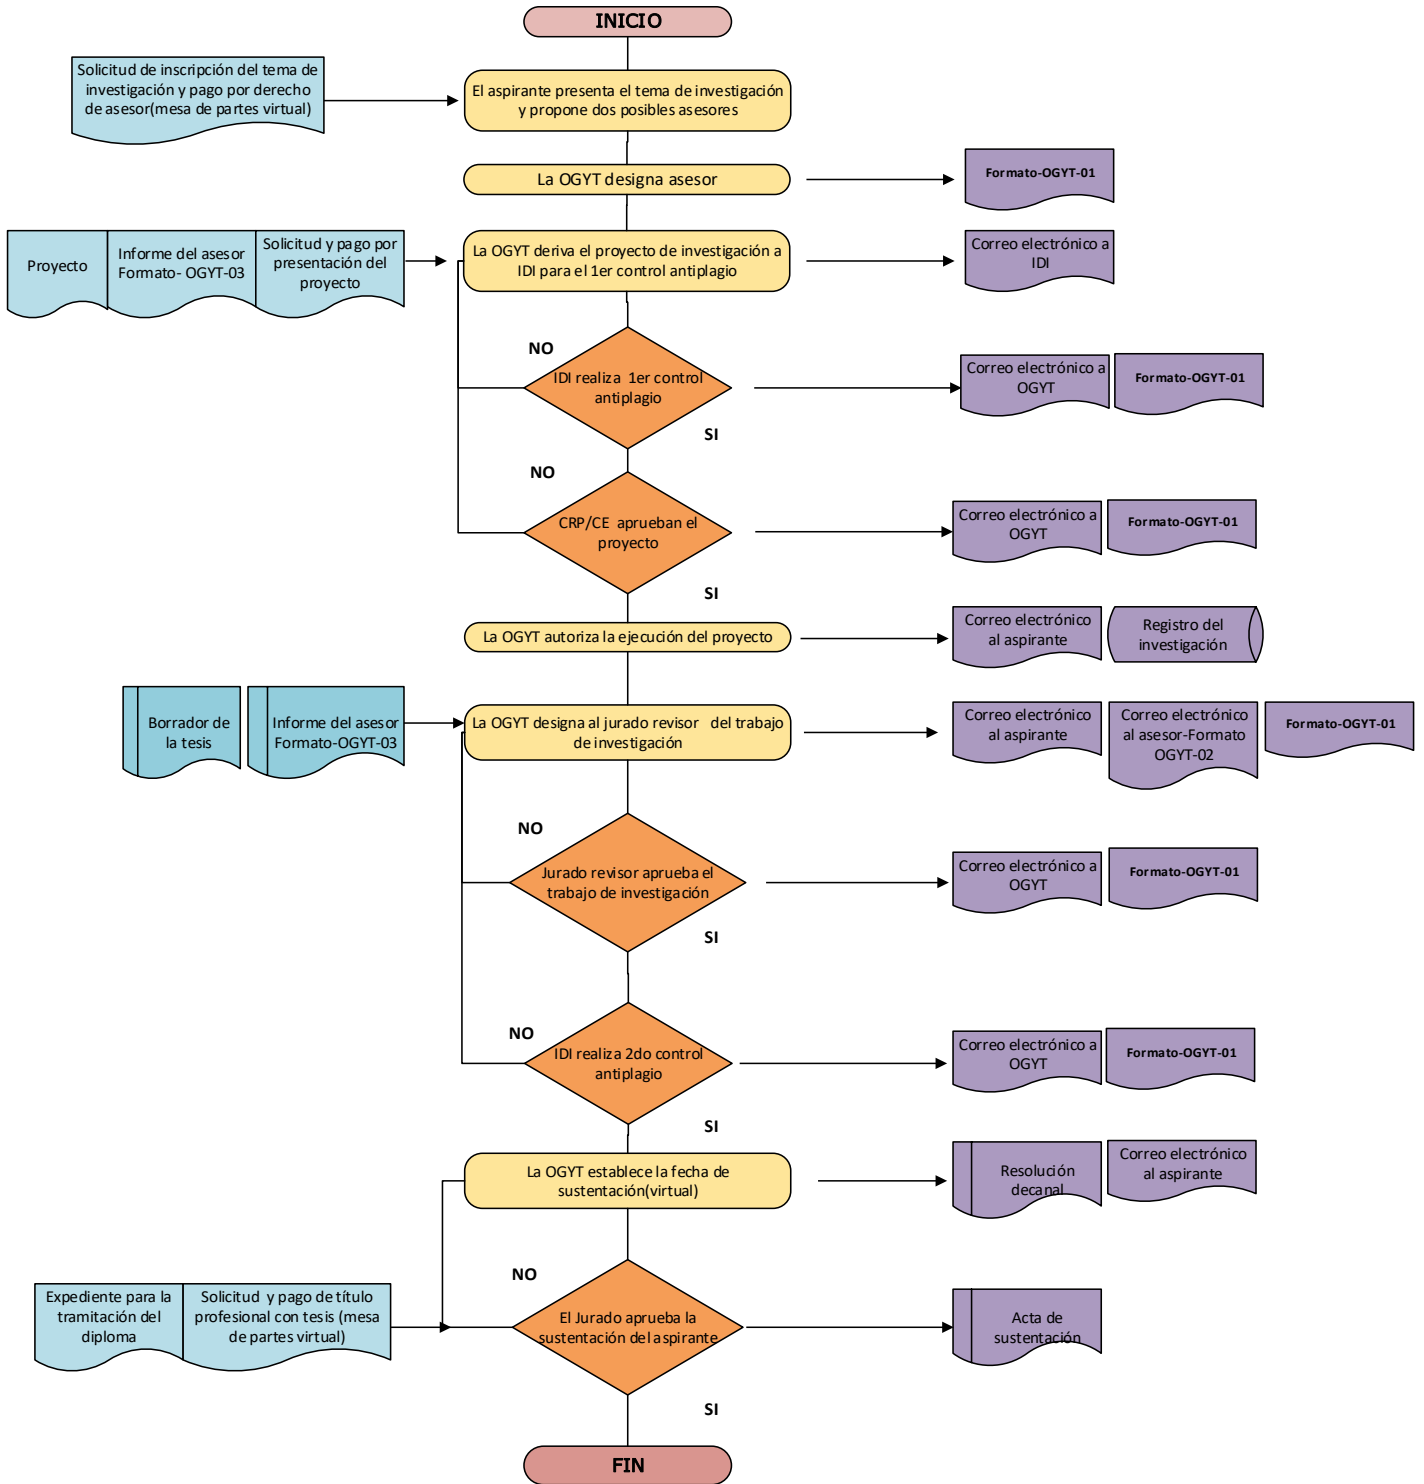 INICIO
Solicitud de inscripción del tema de
investigación y pago por derecho
de asesor(mesa de partes virtual)
El aspirante presenta el tema de investigación
y propone dos posibles asesores
La OGYT designa asesor
Formato-OGYT-01
Proyecto
Informe del asesor
Formato- OGYT-03
Solicitud y pago por
presentación del
proyecto
La OGYT deriva el proyecto de investigación a
IDI para el 1er control antiplagio
Correo electrónico a
IDI
NO
IDI realiza 1er control
antiplagio
SI
Correo electrónico a
OGYT
Formato-OGYT-01
NO
CRP/CE aprueban el
proyecto
SI
Correo electrónico a
OGYT
Formato-OGYT-01
La OGYT autoriza la ejecución del proyecto
Correo electrónico
al aspirante
Registro del
investigación
Borrador de
la tesis
Informe del asesor
Formato-OGYT-03
La OGYT designa al jurado revisor del trabajo
de investigación
Correo electrónico
al aspirante
Correo electrónico
al asesor-Formato
OGYT-02
Formato-OGYT-01
NO
Jurado revisor aprueba el
trabajo de investigación
SI
Correo electrónico a
OGYT
Formato-OGYT-01
NO
IDI realiza 2do control
antiplagio
SI
Correo electrónico a
OGYT
Formato-OGYT-01
La OGYT establece la fecha de
sustentación(virtual)
Resolución
decanal
Correo electrónico
al aspirante
Expediente para la
tramitación del
diploma
Solicitud y pago de título
profesional con tesis (mesa
de partes virtual)
NO
El Jurado aprueba la
sustentación del aspirante
SI
Acta de
sustentación
FIN